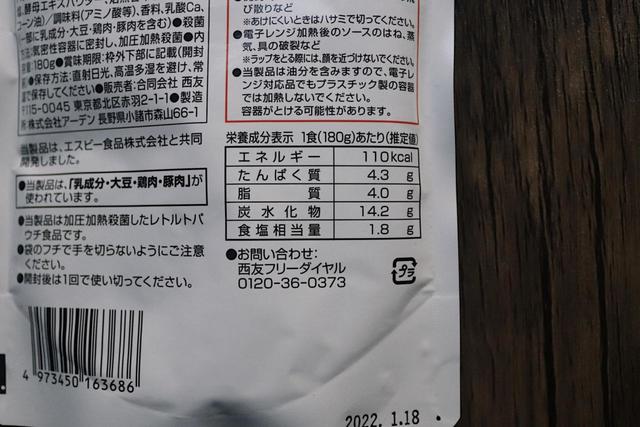 酵母エキスパウダー
コーン油)/調味料(アミノ酸等)、香料、乳酸Ca、
一部に乳成分・大豆・鶏肉・豚肉を含む)●殺菌
方法:気密性容器に密封し、加圧加熱殺菌●内
180g●賞味期限:枠外下部に記載(開封
●保存方法:直射日光、高温多湿を避け、常
で保存してください●販売者:合同会社 西友
〒115-0045 東京都北区赤羽2-1-1●製造
所 株式会社アーデン 長野県小諸市森山66-1
当製品は、エスビー食品株式会社と共同
開発しました。
●当製品は、「乳成分・大豆・鶏肉・豚肉」が
使われています。
●当製品は加圧加熱殺菌したレトルトパ
ウチ食品です。
●袋のフチで手を切らないようにご注意
ください。
●開封後は1回で使い切ってください。
4 973450 163686
び散りなど
※あけにくいときはハサミで切ってください。
●電子レンジ加熱後のソースのはね、蒸
気、具の破裂など
※ラップをとる際には、顔を近づけないでください。
●当製品は油分を含みますので、電子レ
ンジ対応品でもプラスチック製の容器
では加熱しないでください。
容器がとける可能性があります。
栄養成分表示 1食(180g)あたり(推定値)
エネルギー 110kcal
たんぱく質 4.3 g
脂質 4.0 g
炭水化物 14.2 g
食塩相当量 1.8 g
●お問い合わせ:
西友フリーダイヤル
0120-36-0373
プラ
2022. 1.18